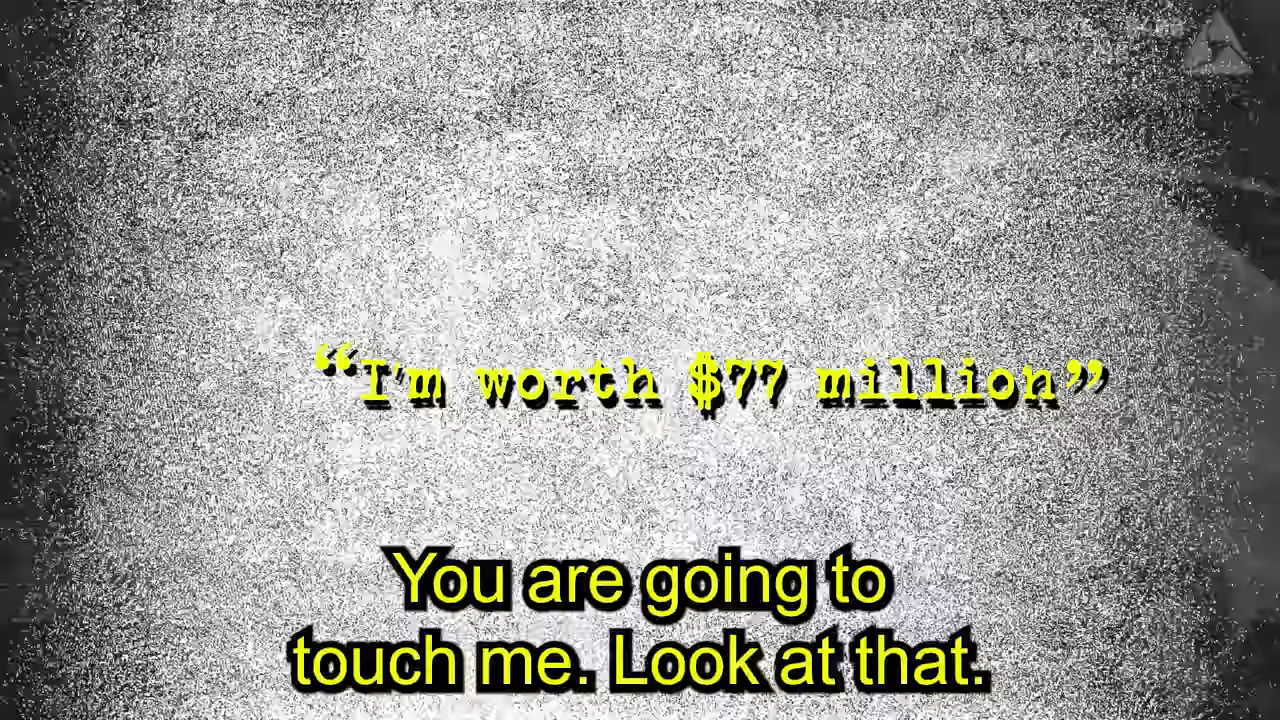 “I'm worth $77 million”
You are going to
touch me. Look at that.